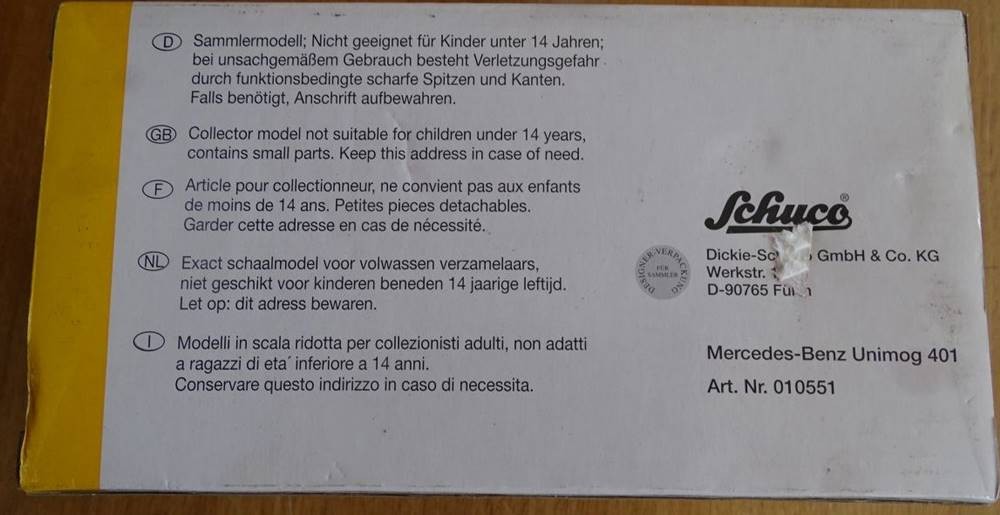 D Sammlermodell; Nicht geeignet für Kinder unter 14 Jahren;
bei unsachgemäßem Gebrauch besteht Verletzungsgefahr
durch funktionsbedingte scharfe Spitzen und Kanten.
Falls benötigt, Anschrift aufbewahren.
GB Collector model not suitable for children under 14 years,
contains small parts. Keep this address in case of need.
F Article pour collectionneur, ne convient pas aux enfants
de moins de 14 ans. Petites pieces detachables.
Garder cette adresse en cas de nécessité.
NL Exact schaalmodel voor volwassen verzamelaars,
niet geschikt voor kinderen beneden 14 jaarige leftijd.
Let op: dit adress bewaren.
I Modelli in scala ridotta per collezionisti adulti, non adatti
a ragazzi di eta´ inferiore a 14 anni.
Conservare questo indirizzo in caso di necessita.
Schuco®
DESIGNER-VERPACKUNG
FÜR
SAMMLER
GmbH & Co. KG
Werkstr.
D-90765
Mercedes-Benz Unimog 401
Art. Nr. 010551